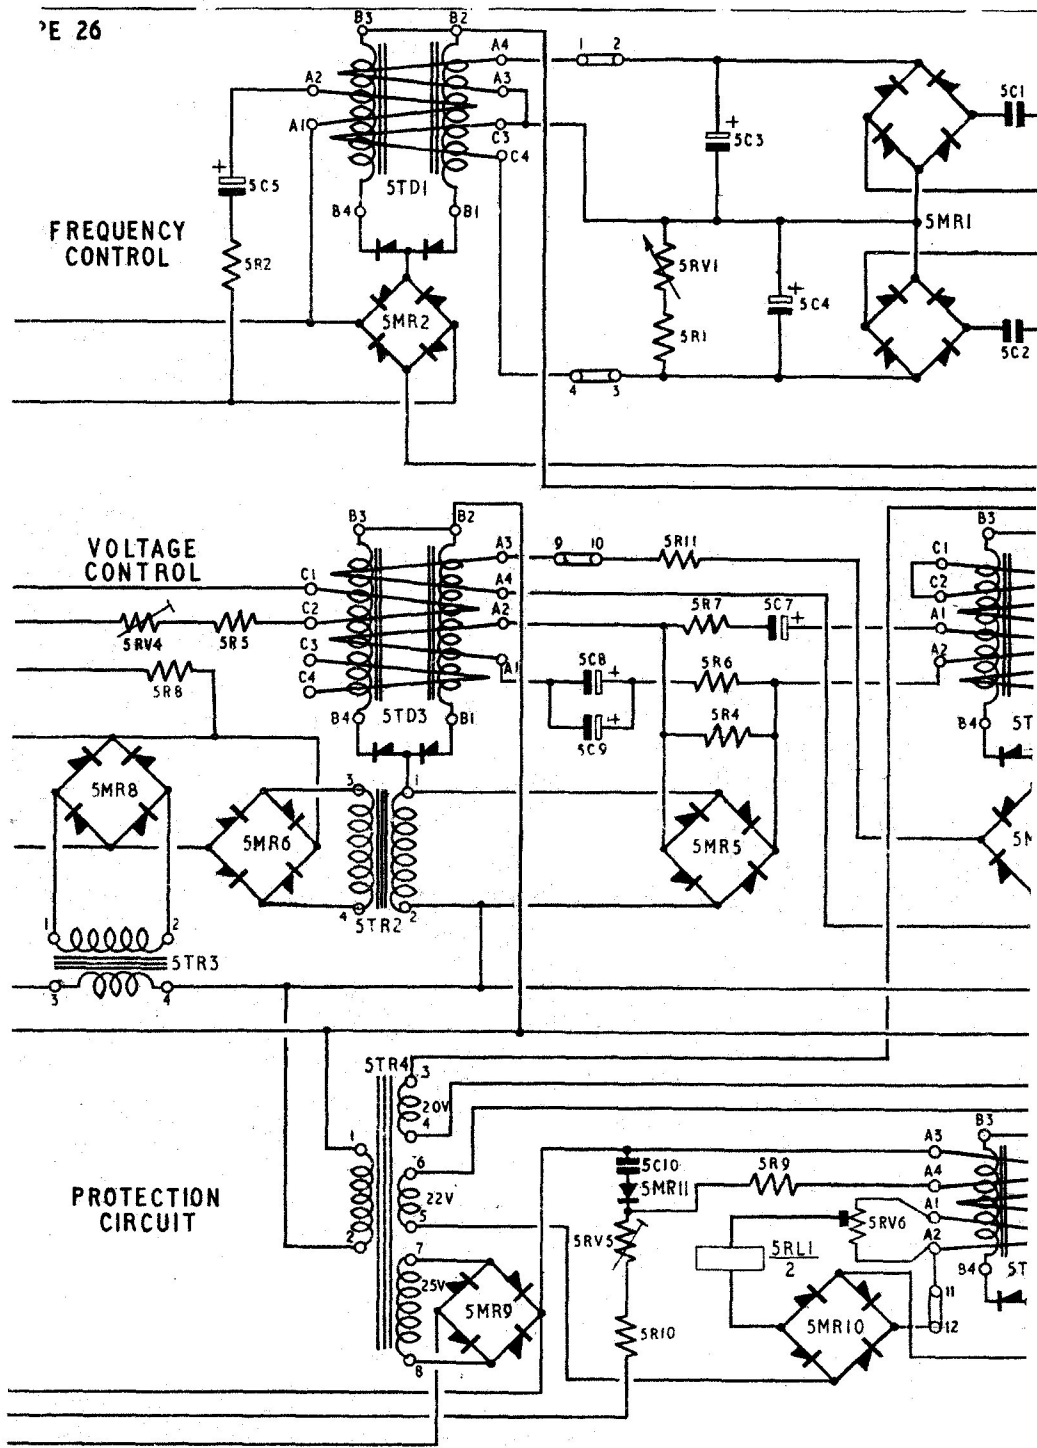 'E 26
B3 B2
A4 1 2
A2 A3
5C1
A1 C3
+ 5C3
C4
+ 5C5 5TD1
B4 B1
FREQUENCY
CONTROL
5R2
5MR1
5RV1
+ 5C4
5MR2 5R1
5C2
4 3
B3 B2
B3
VOLTAGE
CONTROL
A3 9 10 5R11
C1
C1 A4
C2
C2 A2 5R7 5C7 +
A1
5RV4 5R5
C3 A1 5C8 + 5R6 A2
5R8 C4
B4 5TD3 B1 + 5R4 B4 5T
5C9
5MR8 3 1
5MR6 5MR5 5M
4 2
5TR2
1 2
5TR3
3 4
5TR4 3
20V
4
B3
1 6 A3
5C10 5R9 A4
PROTECTION
CIRCUIT
22V 5MR11
5 A1
5RV6
2 5RV5 5RL1 A2
7 2 B4 5T
25V 11
5MR9 5MR10 12
5R10
8